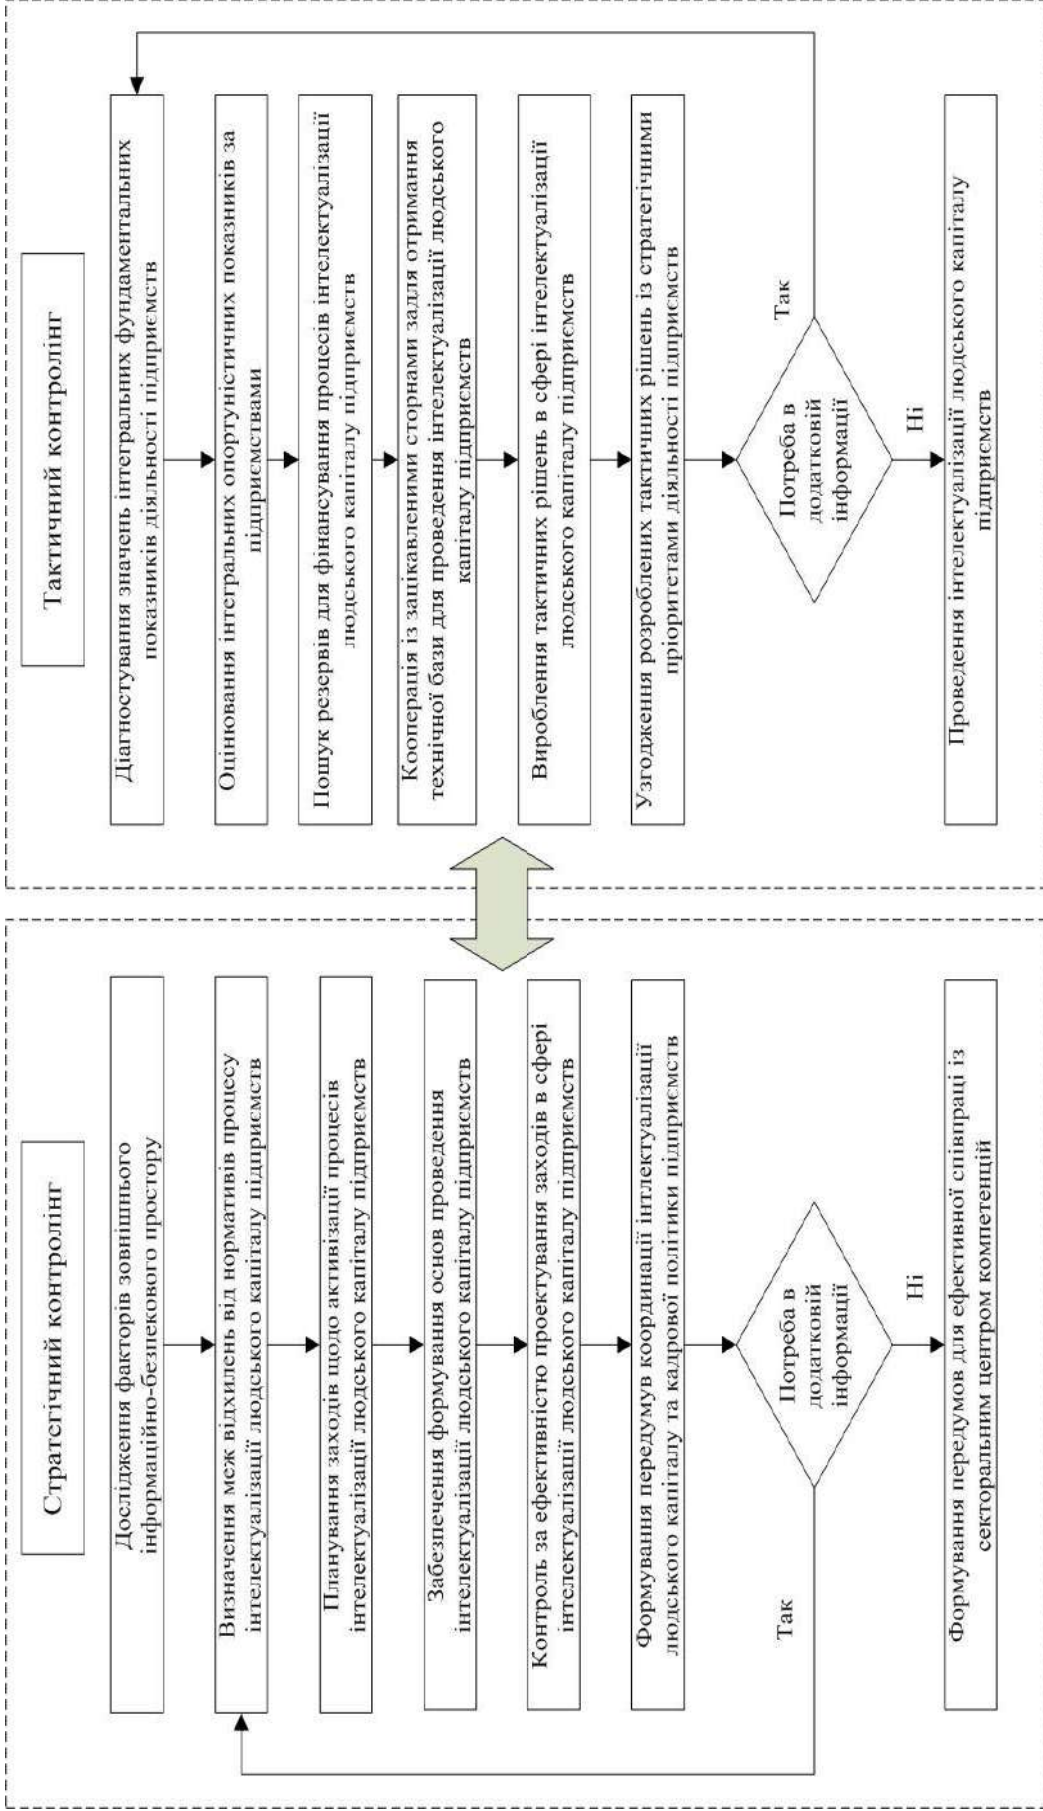 Стратегічний контролінг
Дослідження факторів зовнішнього
інформаційно-безпекового простору
Визначення меж відхилень від нормативів процесу
інтелектуалізації людського капіталу підприємств
Планування заходів щодо активізації процесів
інтелектуалізації людського капіталу підприємств
Забезпечення формування основ проведення
інтелектуалізації людського капіталу підприємств
Контроль за ефективністю проектування заходів в сфері
інтелектуалізації людського капіталу підприємств
Формування передумув координації інтлектуалізації
людського капіталу та кадрової політики підприємств
Потреба в
додатковій
інформації
Так
Ні
Формування передумов для ефективної співпраці із
секторальним центром компетенцій
Тактичний контролінг
Діагностування значень інтегральних фундаментальних
показників діяльності підприємств
Оцінювання інтегральних опортуністичних показників за
підприємствами
Пошук резервів для фінансування процесів інтелектуалізації
людського капіталу підприємств
Кооперація із зацікавленими сторнами задля отримання
технічної бази для проведення інтелектуалізації людського
капіталу підприємств
Вироблення тактичних рішень в сфері інтелектуалізації
людського капіталу підприємств
Узгодження розроблених тактичних рішень із стратегічними
пріоритетами діяльності підприємств
Потреба в
додатковій
інформації
Так
Ні
Проведення інтелектуалізації людського капіталу
підприємств